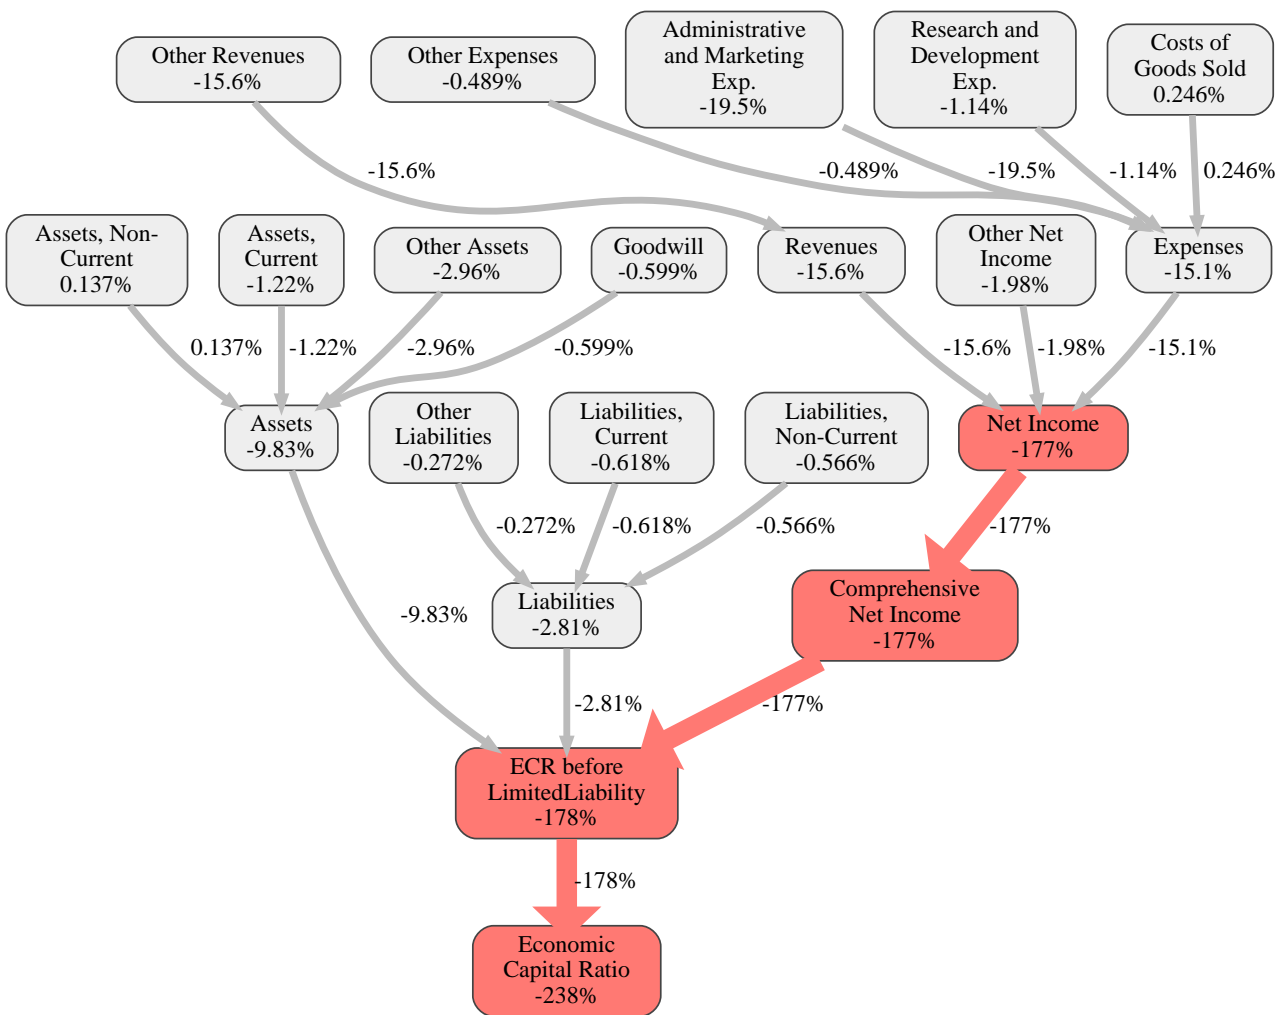 Other Revenues
-15.6%
Other Expenses
-0.489%
Administrative
and Marketing
Exp.
-19.5%
Research and
Development
Exp.
-1.14%
Costs of
Goods Sold
0.246%
-15.6%
-0.489%
-19.5%
-1.14%
0.246%
Assets, Non-
Current
0.137%
Assets,
Current
-1.22%
Other Assets
-2.96%
Goodwill
-0.599%
Revenues
-15.6%
Other Net
Income
-1.98%
Expenses
-15.1%
0.137%
-1.22%
-2.96%
-0.599%
-15.6%
-1.98%
-15.1%
Assets
-9.83%
Other
Liabilities
-0.272%
Liabilities,
Current
-0.618%
Liabilities,
Non-Current
-0.566%
Net Income
-177%
-0.272%
-0.618%
-0.566%
-177%
-9.83%
Liabilities
-2.81%
Comprehensive
Net Income
-177%
-2.81%
-177%
ECR before
LimitedLiability
-178%
-178%
Economic
Capital Ratio
-238%